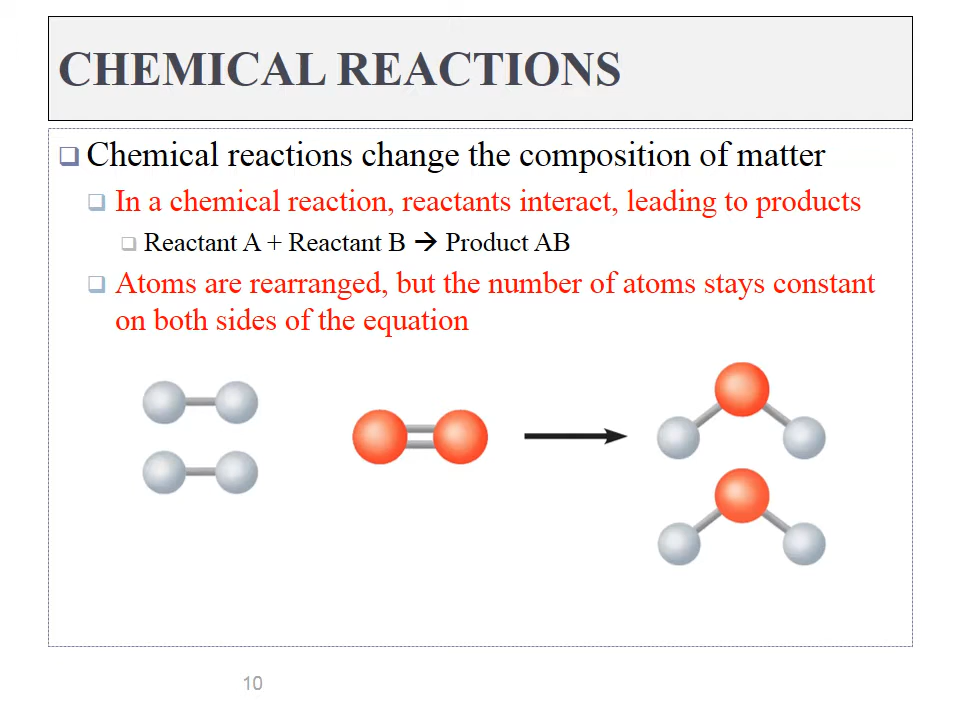 CHEMICAL REACTIONS
Chemical reactions change the composition of matter
In a chemical reaction, reactants interact, leading to products
Reactant A + Reactant B → Product AB
Atoms are rearranged, but the number of atoms stays constant
on both sides of the equation
10